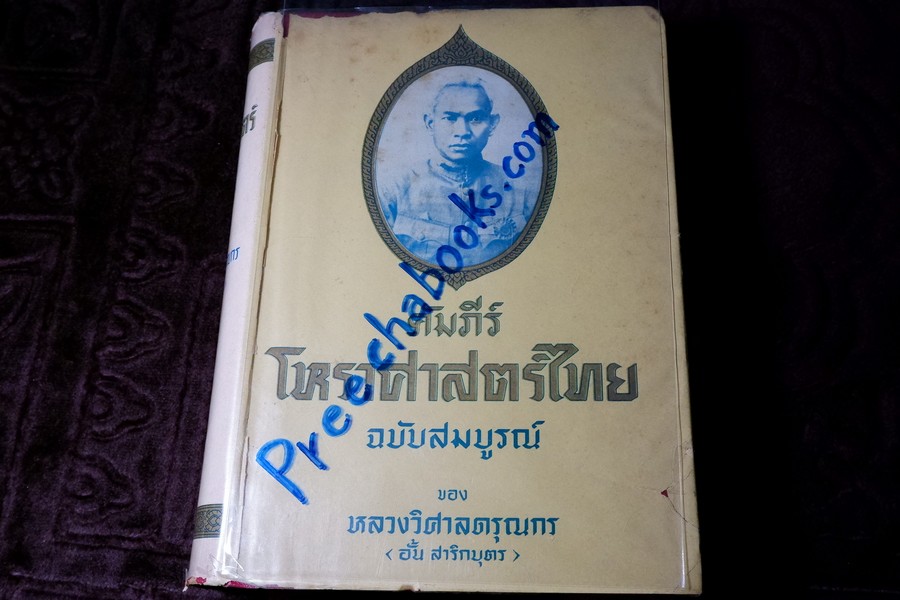 คัมภีร์
โหราศาสตร์ไทย
ฉบับสมบูรณ์
ของ
หลวงวิศาลดรุณกร
< อั้น สาริกบุตร >
Preechabooks.com